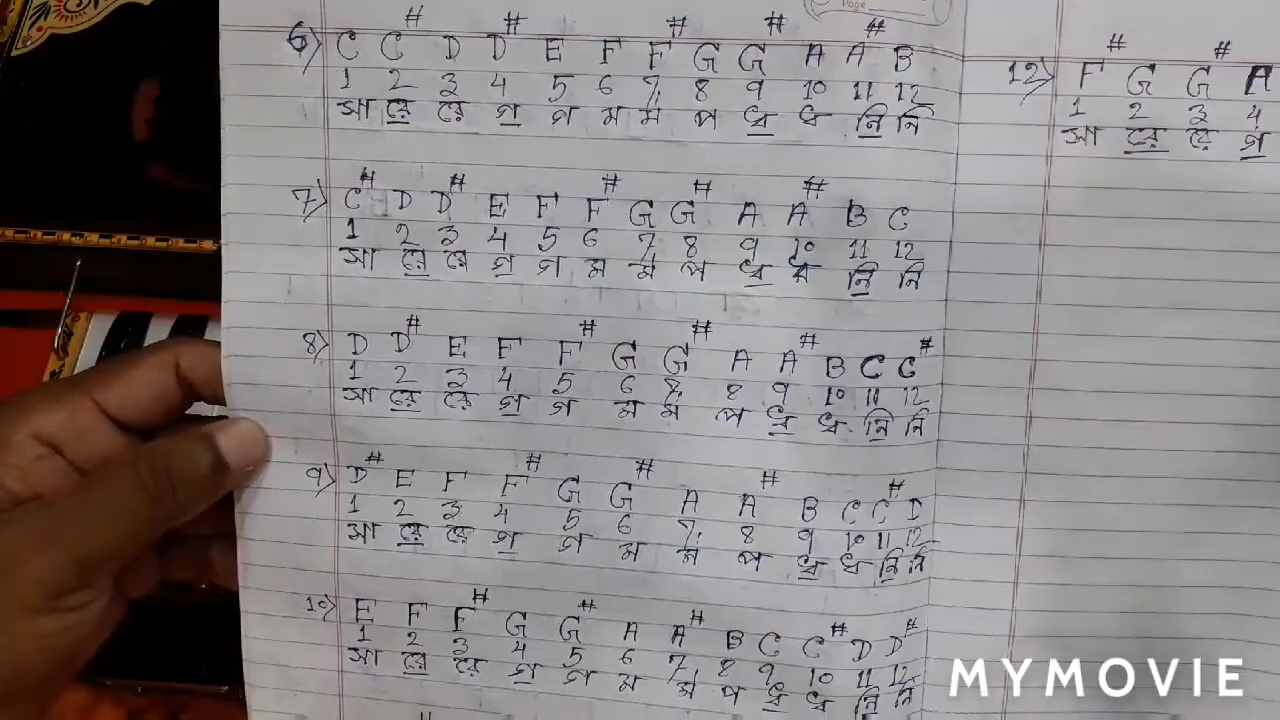 Page
6) C C# D D# E F F# G G# A A# B
1 2 3 4 5 6 7 8 9 10 11 12
সা রে রে গ গ ম র্ম প ধ ধ নি নি
7) C# D D# E F F# G G# A A# B C
1 2 3 4 5 6 7 8 9 10 11 12
সা রে রে গ গ ম র্ম প ধ ধ নি নি
8) D D# E F F# G G# A A# B C C#
1 2 3 4 5 6 7 8 9 10 11 12
সা রে রে গ গ ম র্ম প ধ ধ নি নি
9) D# E F F# G G# A A# B C C# D
1 2 3 4 5 6 7 8 9 10 11 12
সা রে রে গ গ ম র্ম প ধ ধ নি নি
10) E F F# G G# A A# B C C# D D#
1 2 3 4 5 6 7 8 9 10 11 12
সা রে রে গ গ ম র্ম প ধ ধ নি নি
12) F# G G# A
1 2 3 4
সা রে রে গ
MYMOVIE